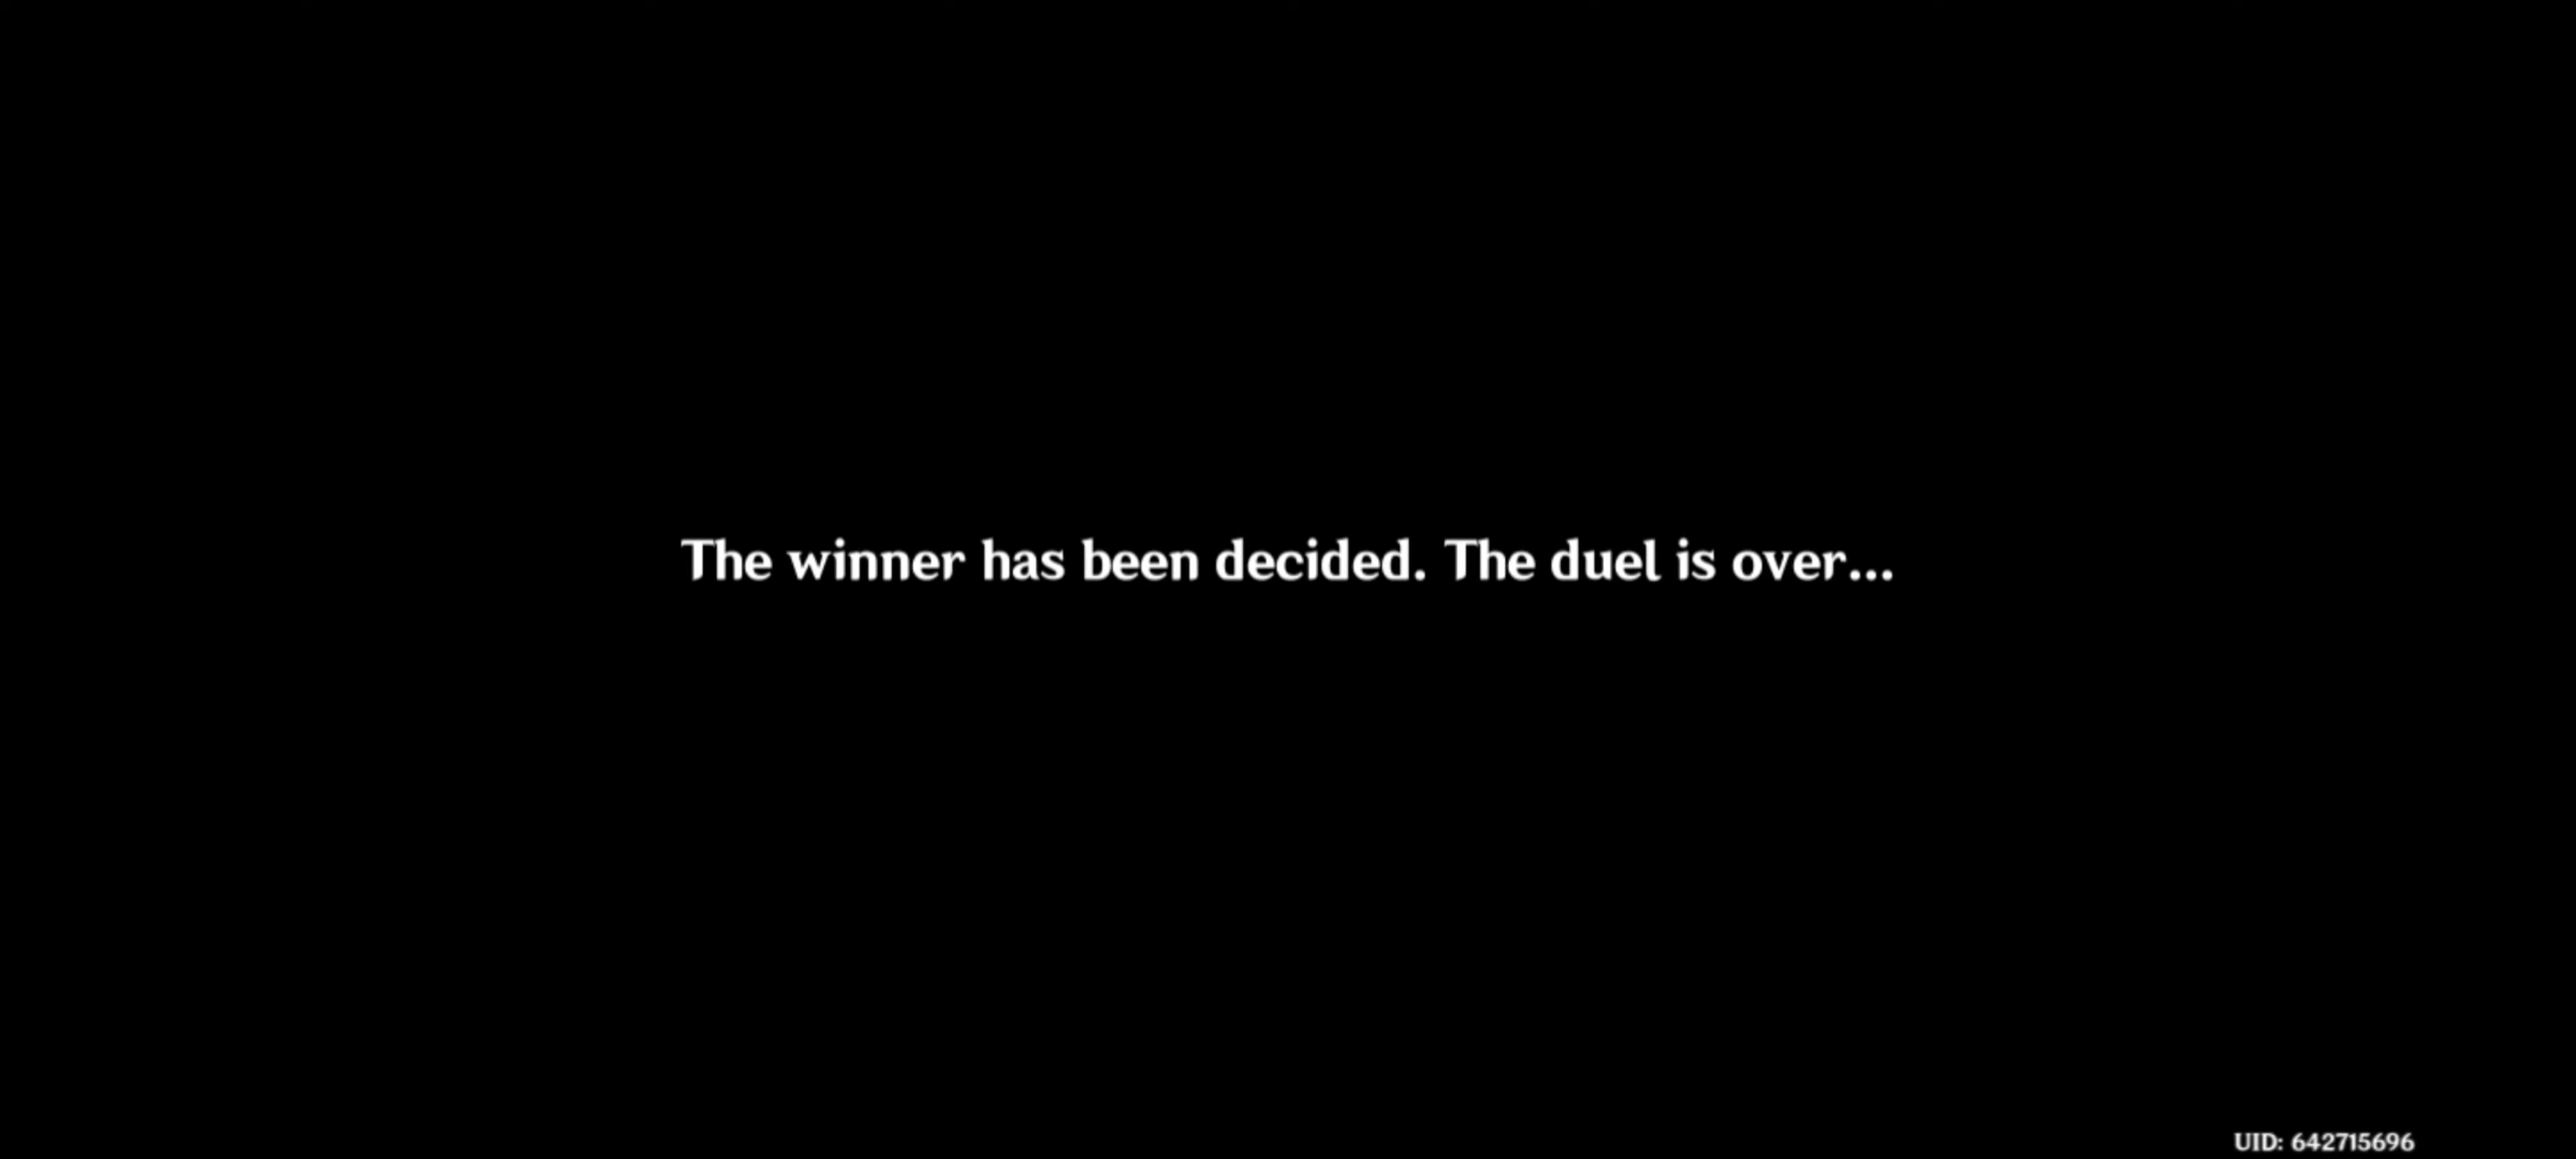 The winner has been decided. The duel is over...
UID: 642715696